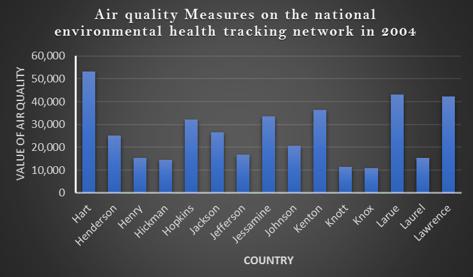 Air quality Measures on the national
environmental health tracking network in 2004
60,000
50,000
40,000
30,000
20,000
10,000
0
VALUE OF AIR QUALITY
Hart
Henderson
Henry
Hickman
Hopkins
Jackson
Jefferson
Jessamine
Johnson
Kenton
Knott
Knox
Larue
Laurel
Lawrence
COUNTRY